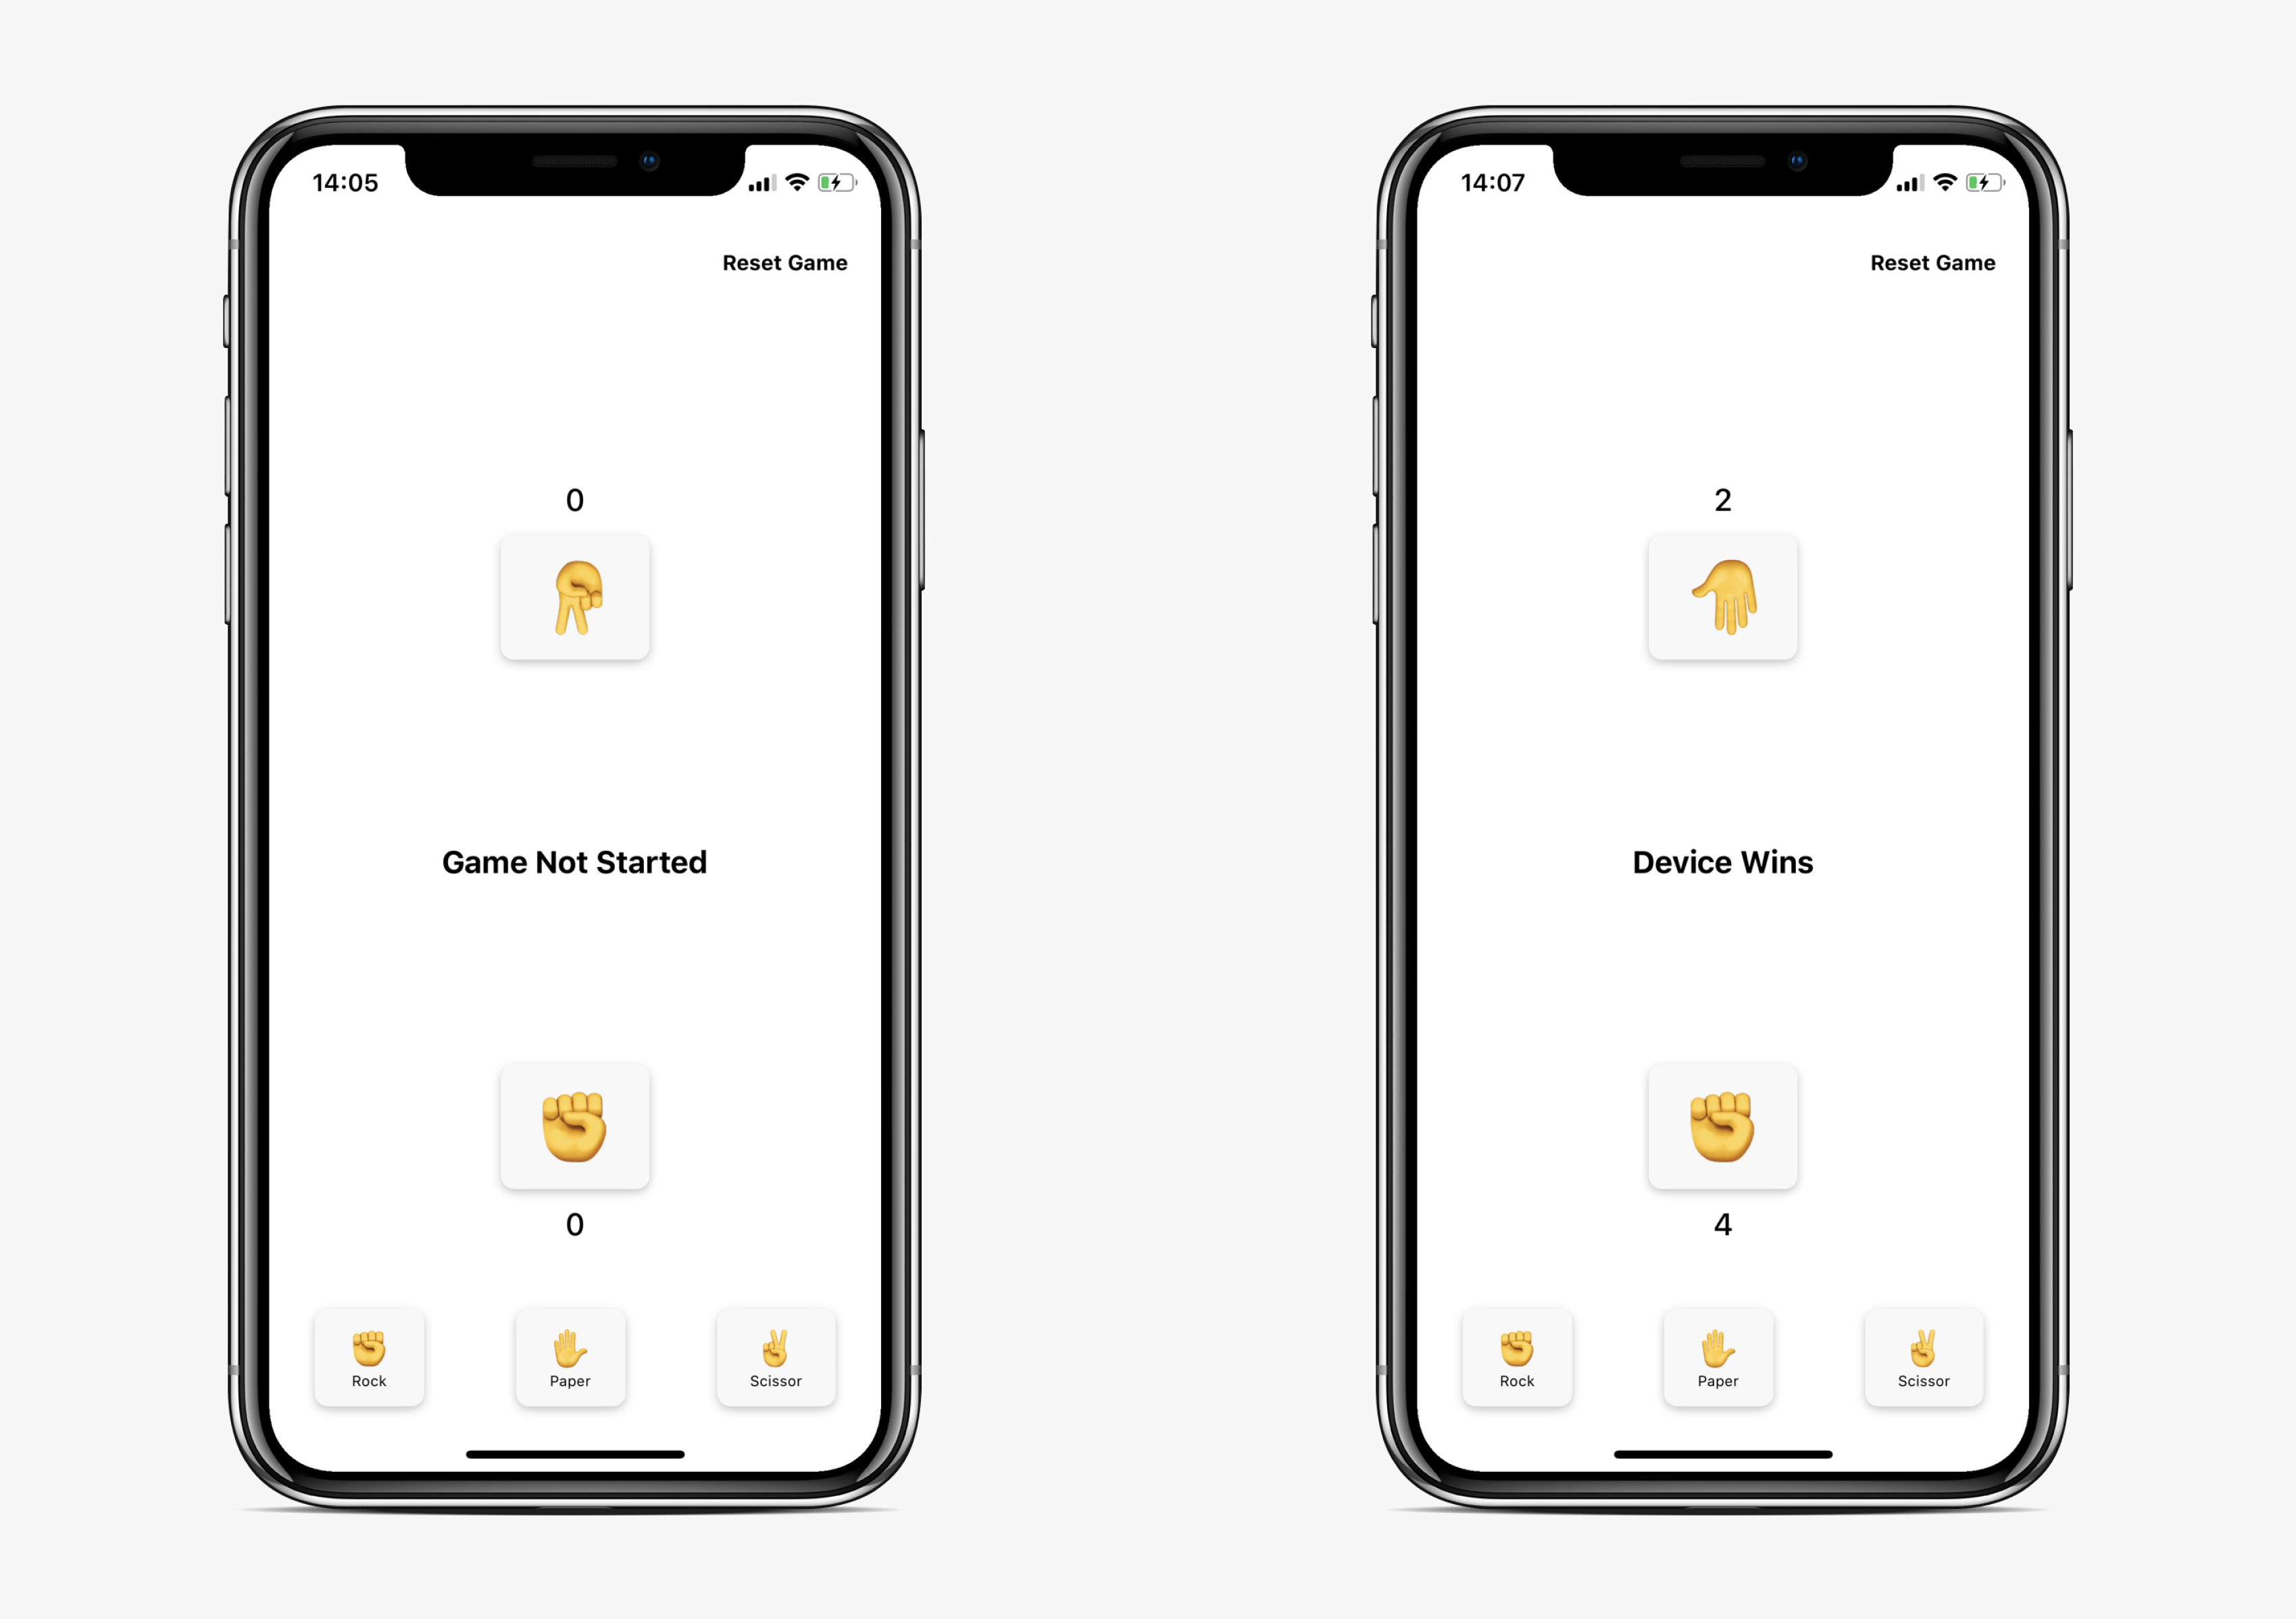 14:05
Reset Game
0
Game Not Started
0
Rock
Paper
Scissor
14:07
Reset Game
2
Device Wins
4
Rock
Paper
Scissor